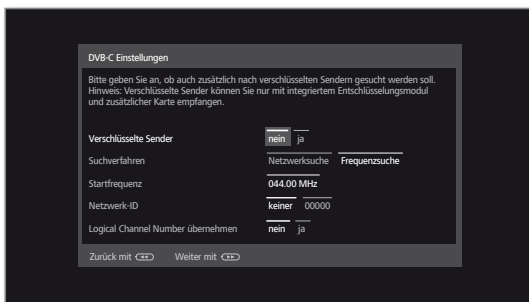 DVB-C Einstellungen
Bitte geben Sie an, ob auch zusätzlich nach verschlüsselten Sendern gesucht werden soll.
Hinweis: Verschlüsselte Sender können Sie nur mit integriertem Entschlüsselungsmodul
und zusätzlicher Karte empfangen.
Verschlüsselte Sender nein ja
Suchverfahren Netzwerksuche Frequenzsuche
Startfrequenz 044.00 MHz
Netzwerk-ID keiner 00000
Logical Channel Number übernehmen nein ja
Zurück mit Weiter mit